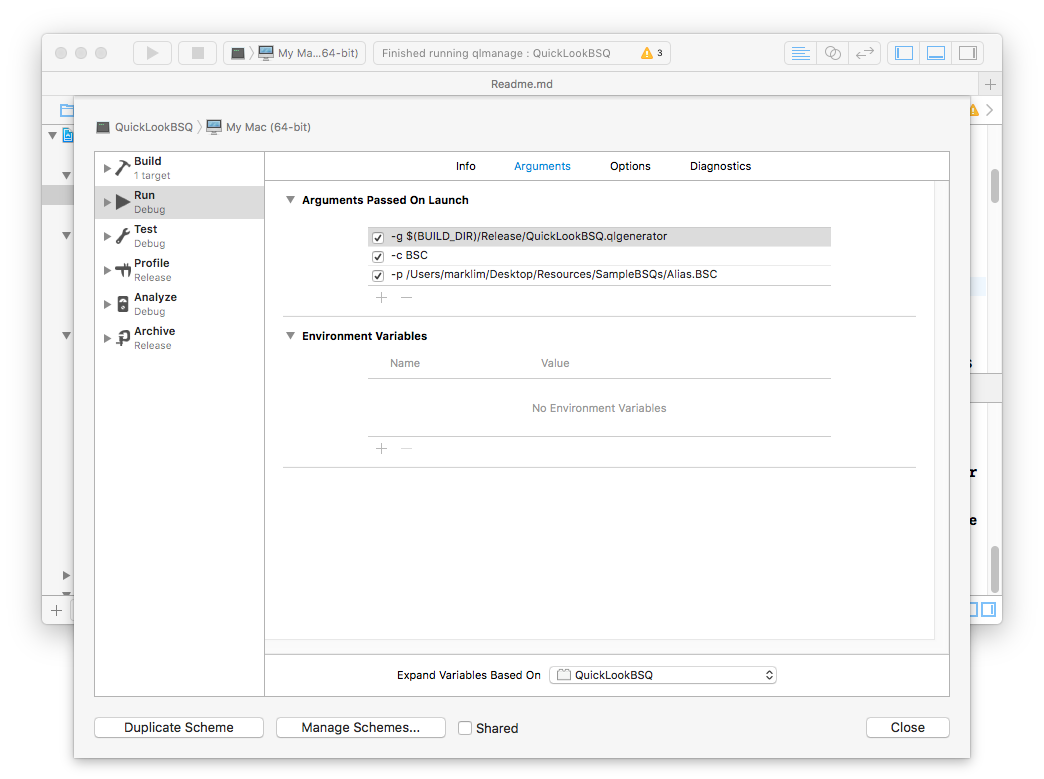 My Ma...64-bit)
Finished running qlmanage : QuickLookBSQ
3
Readme.md
QuickLookBSQ
My Mac (64-bit)
Build
1 target
Run
Debug
Test
Debug
Profile
Release
Analyze
Debug
Archive
Release
Info Arguments Options Diagnostics
Arguments Passed On Launch
-g $(BUILD_DIR)/Release/QuickLookBSQ.qlgenerator
-c BSC
-p /Users/marklim/Desktop/Resources/SampleBSQs/Alias.BSC
Environment Variables
Name Value
No Environment Variables
Expand Variables Based On QuickLookBSQ
Duplicate Scheme Manage Schemes... Shared Close